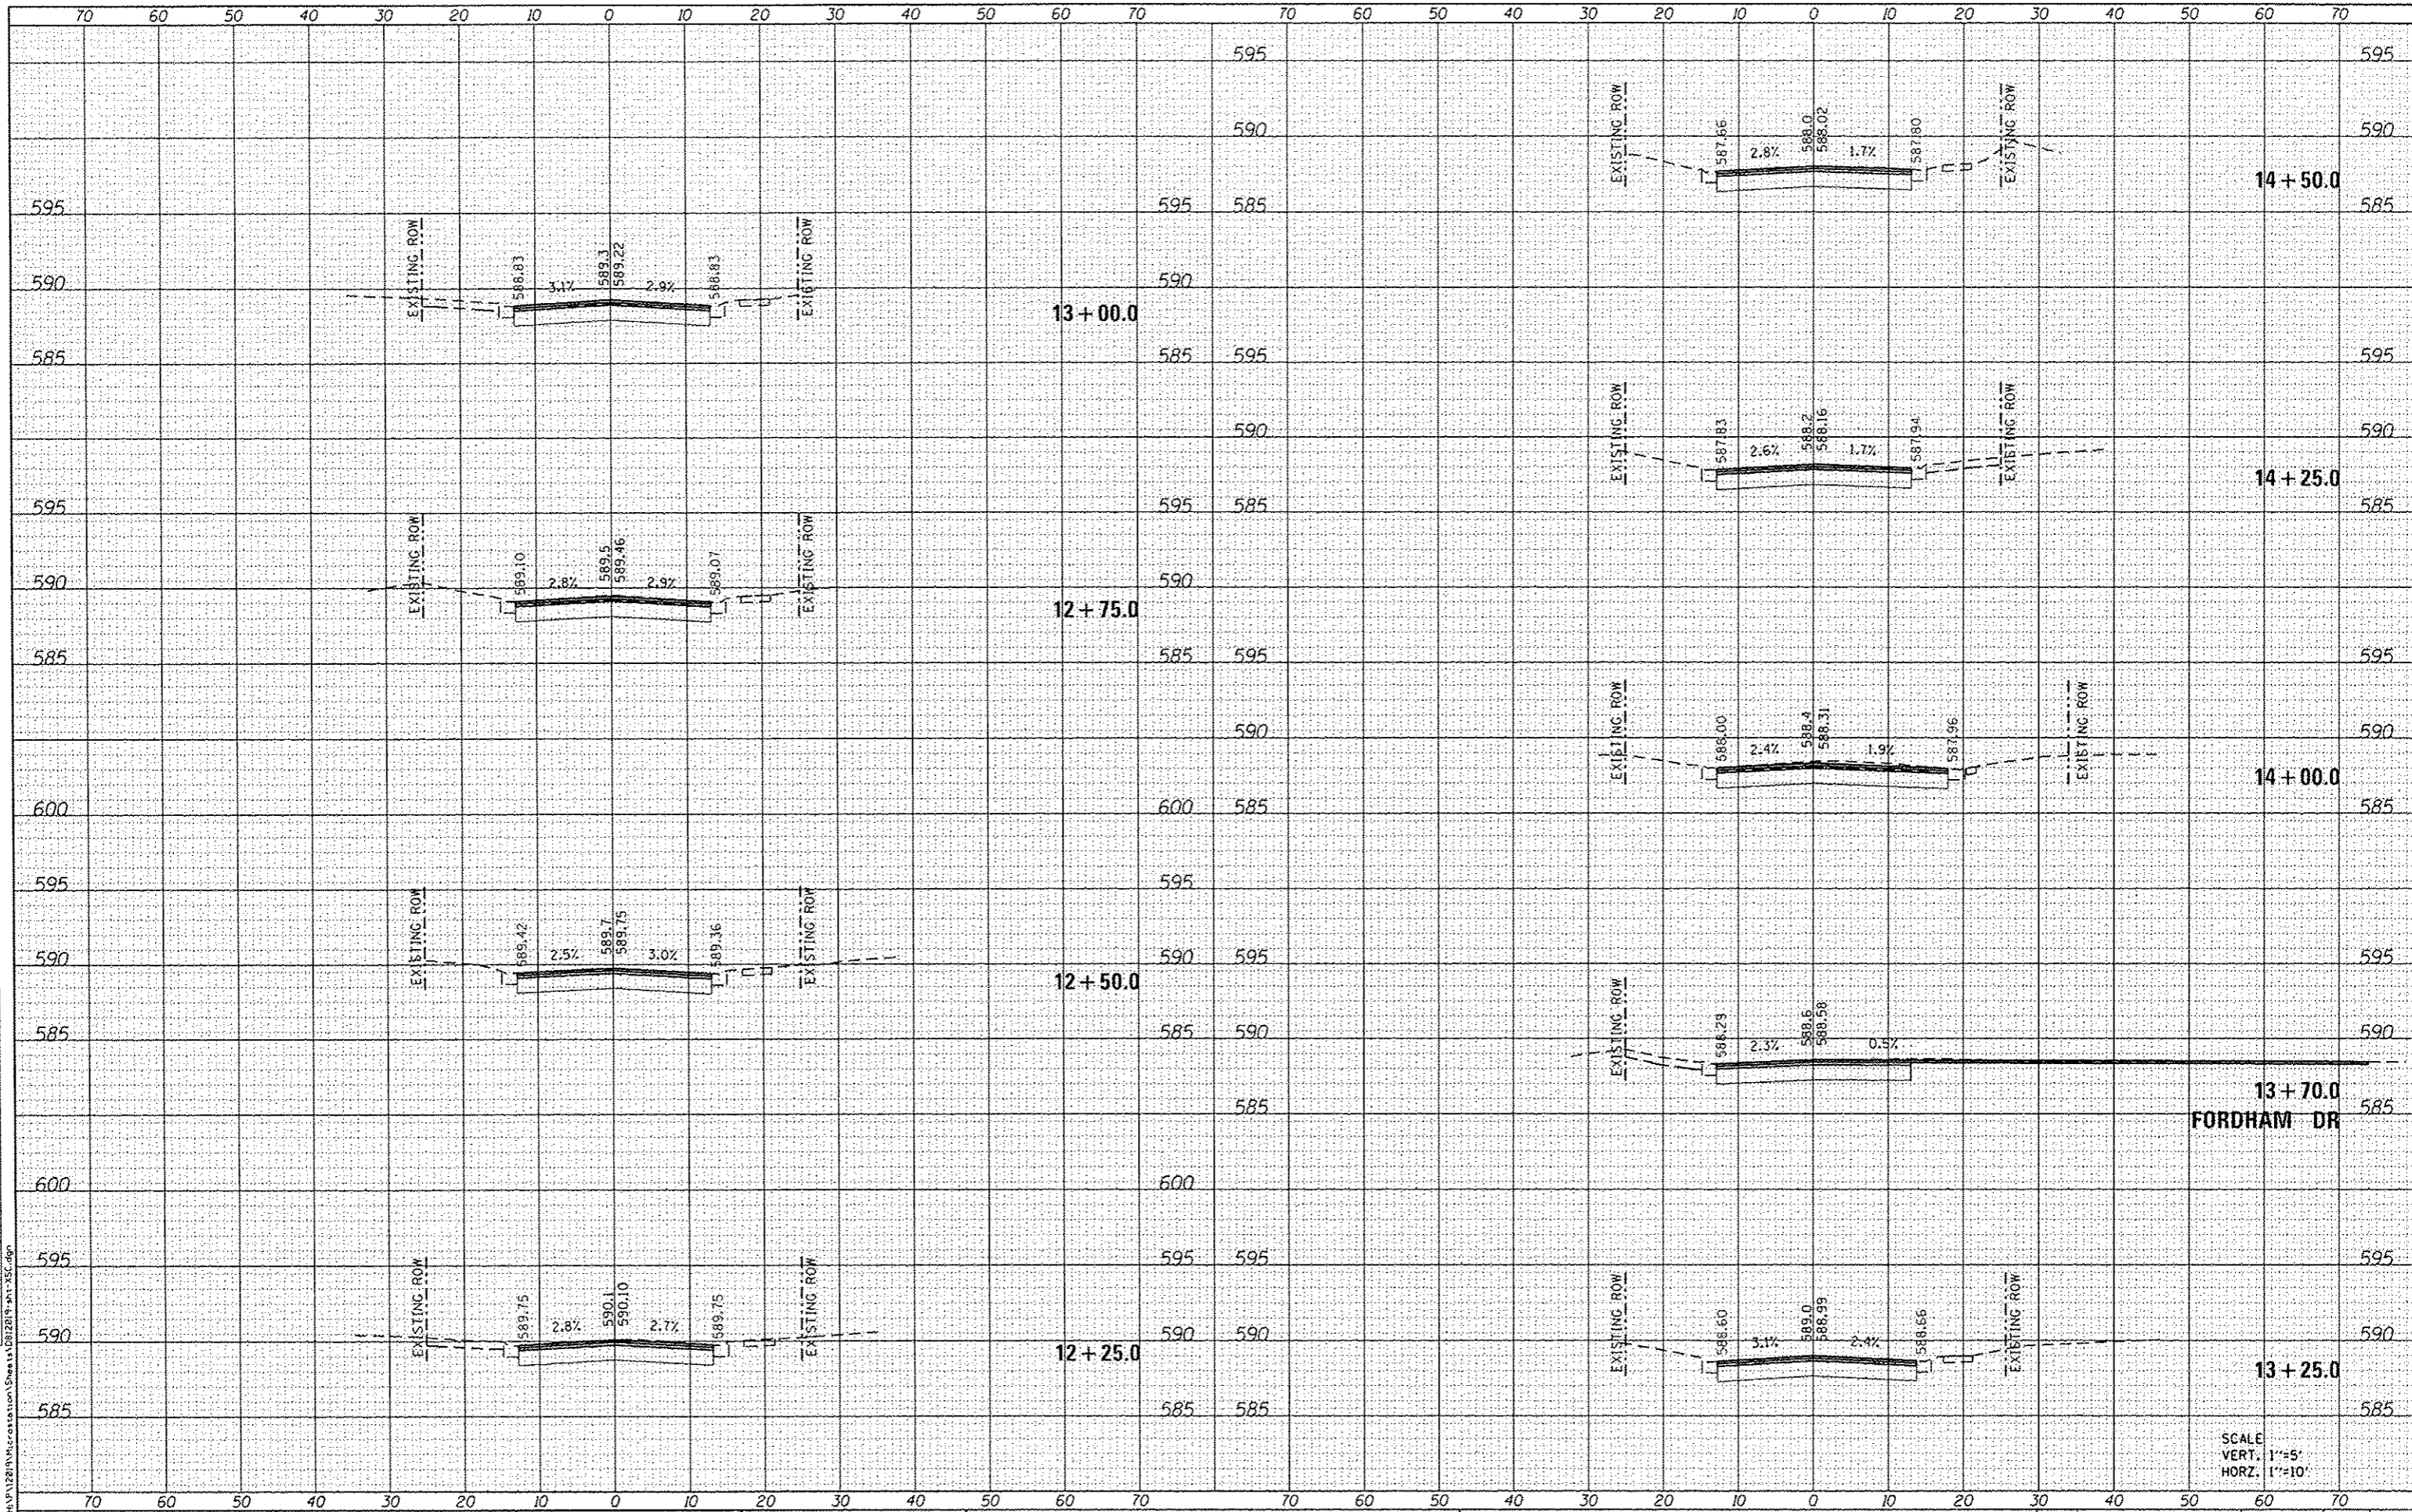 70 60 50 40 30 20 10 0 10 20 30 40 50 60 70 70 60 50 40 30 20 10 0 10 20 30 40 50 60 70
595 595
EXISTING ROW 587.66 2.8% 588.0 588.02 1.7% 587.80 EXISTING ROW
590 590
14 + 50.0
595 595 585 585
EXISTING ROW 588.83 3.1% 589.3 589.22 2.9% 588.83 EXISTING ROW
590 590
13 + 00.0
585 585 595 595
EXISTING ROW 587.83 2.6% 588.2 588.16 1.7% 587.94 EXISTING ROW
590 590
14 + 25.0
595 595 585 585
EXISTING ROW 589.10 2.8% 589.5 589.46 2.9% 589.07 EXISTING ROW
590 590
12 + 75.0
585 585 595 595
EXISTING ROW 588.00 2.4% 588.4 588.31 1.9% 587.96 EXISTING ROW
590 590
14 + 00.0
600 600 585 585
595 595
EXISTING ROW 589.42 2.5% 589.7 589.75 3.0% 589.36 EXISTING ROW
590 590 595 595
12 + 50.0
EXISTING ROW 588.29 2.3% 588.6 588.58 0.5%
585 585 590 590
13 + 70.0
585 585
FORDHAM DR
600 600
595 595 595 595
EXISTING ROW 589.75 2.8% 590.1 590.10 2.7% 589.75 EXISTING ROW
590 590
12 + 25.0
EXISTING ROW 588.60 3.1% 589.0 588.99 2.4% 588.66 EXISTING ROW
590 590
13 + 25.0
585 585 585 585
SCALE
VERT. 1"=5'
HORZ. 1"=10'
70 60 50 40 30 20 10 0 10 20 30 40 50 60 70 70 60 50 40 30 20 10 0 10 20 30 40 50 60 70